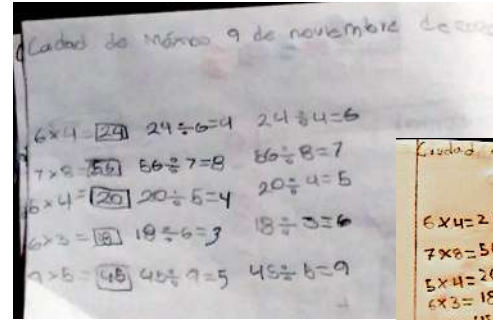 Ciudad de México 9 de noviembre de
6×4=24 24÷6=4 24÷4=6
7×8=56 56÷7=8 56÷8=7
5×4=20 20÷5=4 20÷4=5
6×3=18 18÷6=3 18÷3=6
9×5=45 45÷9=5 45÷5=9
Ciudad
6×4=2
7×8=5
5×4=2
6×3=18